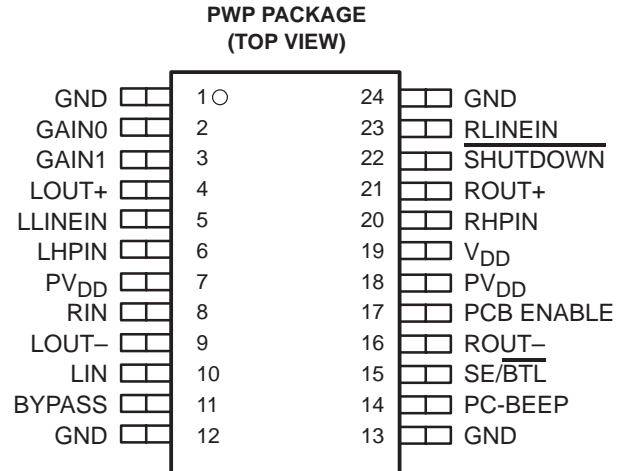 PWP PACKAGE
(TOP VIEW)
GND 1 24 GND
GAIN0 2 23 RLINEIN
GAIN1 3 22 SHUTDOWN
LOUT+ 4 21 ROUT+
LLINEIN 5 20 RHPIN
LHPIN 6 19 VDD
PVDD 7 18 PVDD
RIN 8 17 PCB ENABLE
LOUT– 9 16 ROUT–
LIN 10 15 SE/BTL
BYPASS 11 14 PC-BEEP
GND 12 13 GND